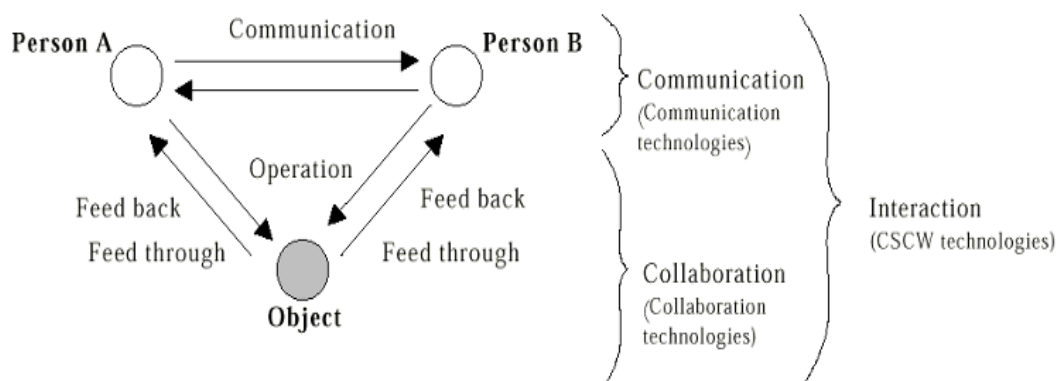 Communication
Person A
Person B
Operation
Feed back
Feed through
Feed back
Feed through
Object
Communication
(Communication
technologies)
Collaboration
(Collaboration
technologies)
Interaction
(CSCW technologies)